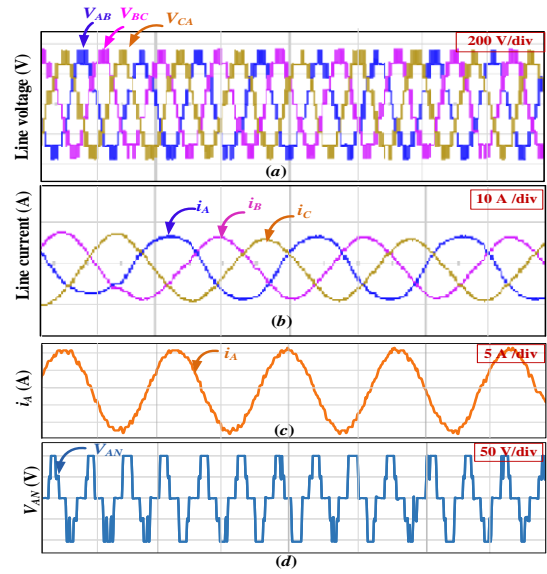 V_AB V_BC V_CA
200 V/div
Line voltage (V)
(a)
i_A i_B i_C
10 A /div
Line current (A)
(b)
i_A
5 A /div
i_A (A)
(c)
V_AN
50 V/div
V_AN (V)
(d)